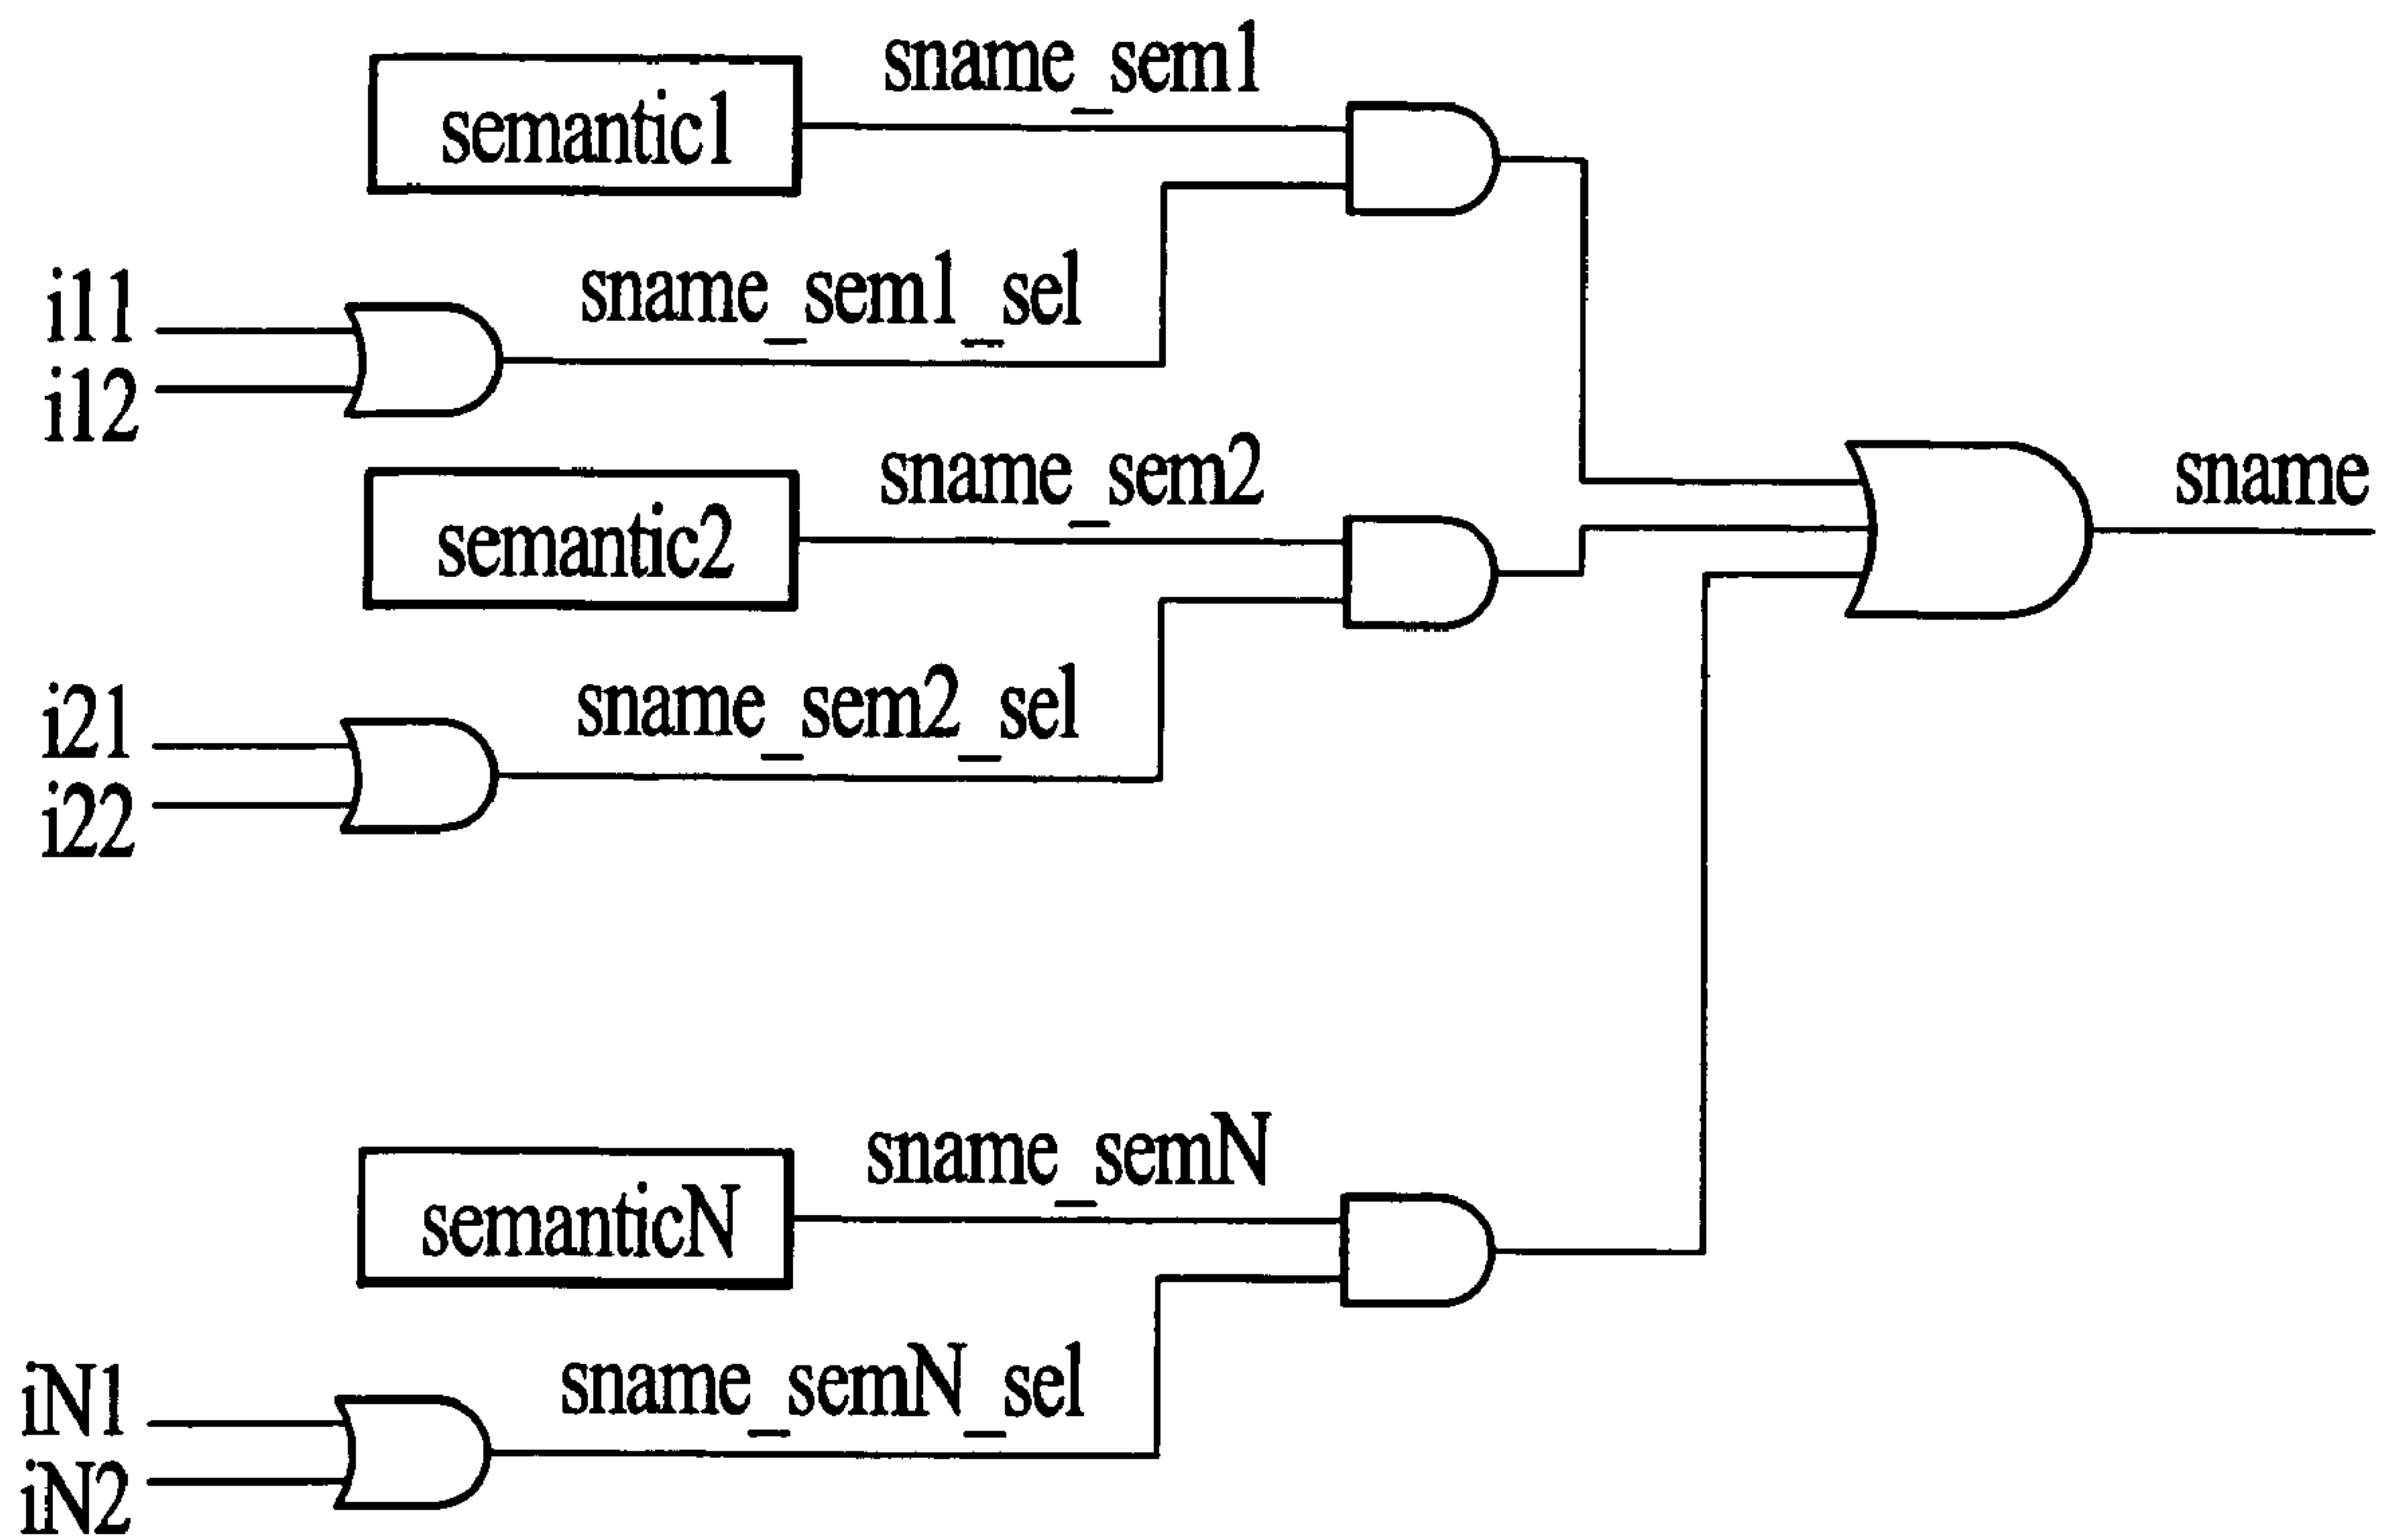 sname_sem1
semantic1
i11
sname_sem1_sel
i12
sname_sem2
sname
semantic2
i21
sname_sem2_sel
i22
sname_semN
semanticN
iN1
sname_semN_sel
iN2